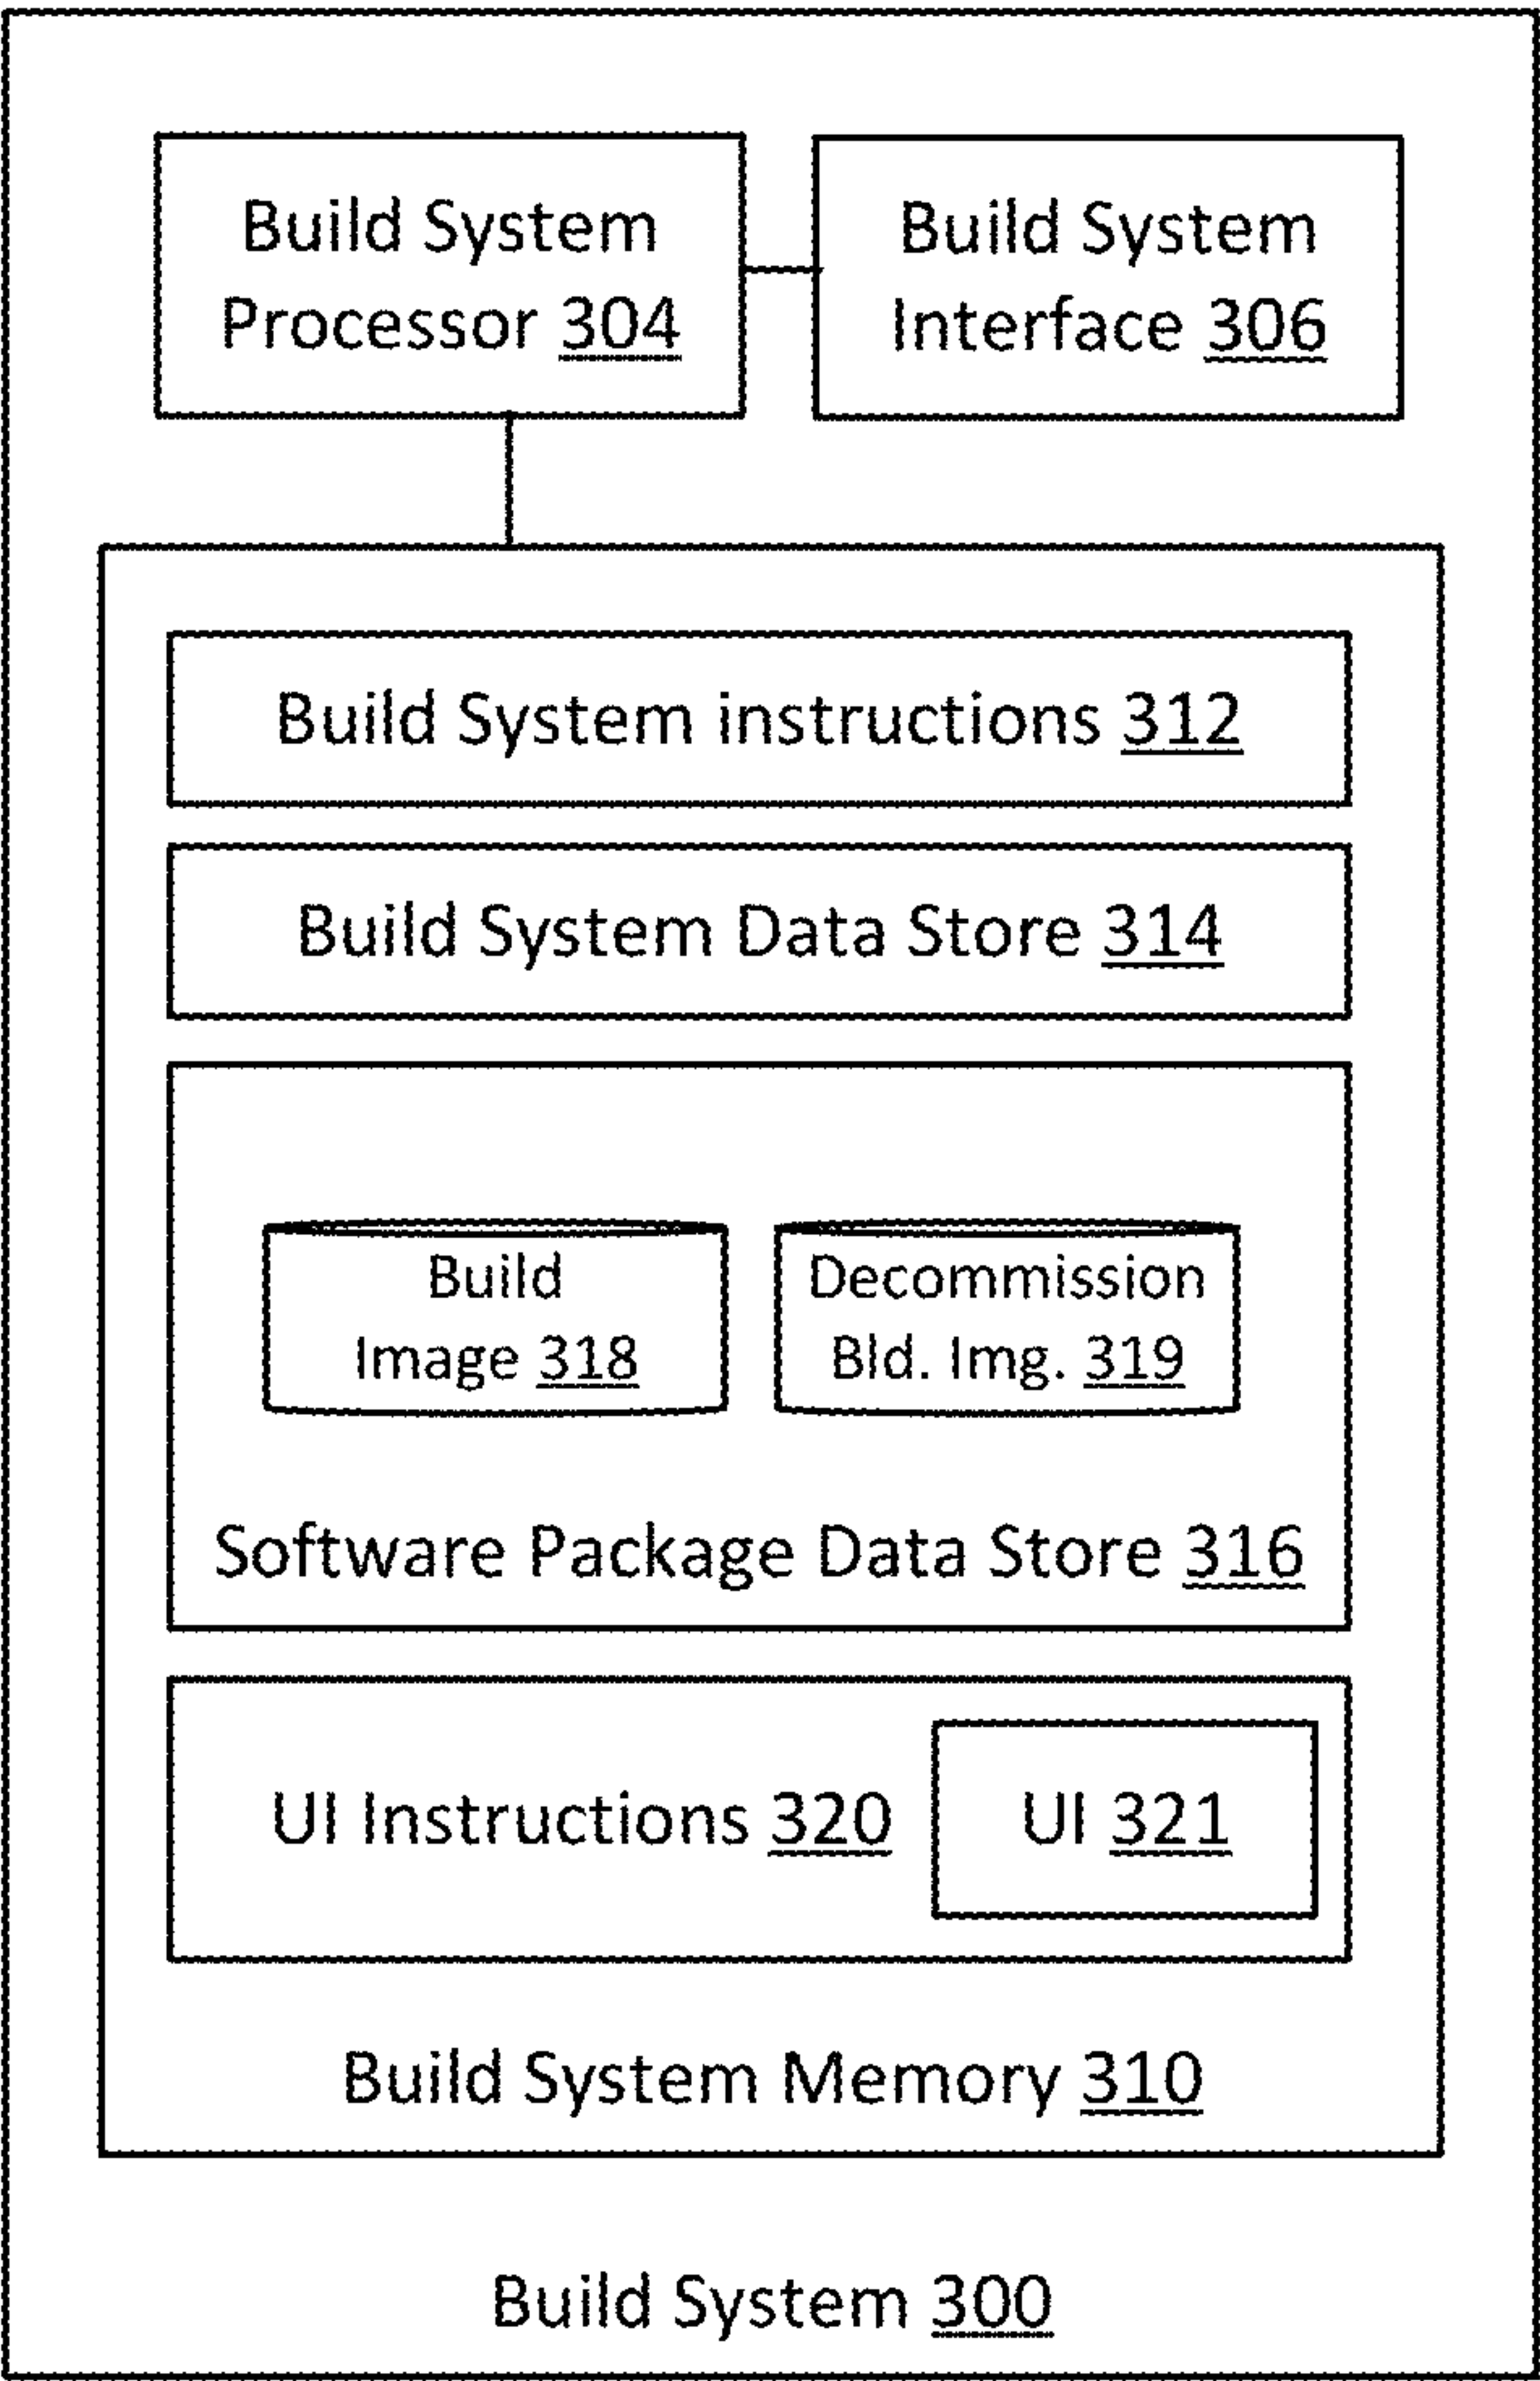 Build System
Processor 304
Build System
Interface 306
Build System instructions 312
Build System Data Store 314
Build
Image 318
Decommission
Bld. Img. 319
Software Package Data Store 316
UI Instructions 320
UI 321
Build System Memory 310
Build System 300